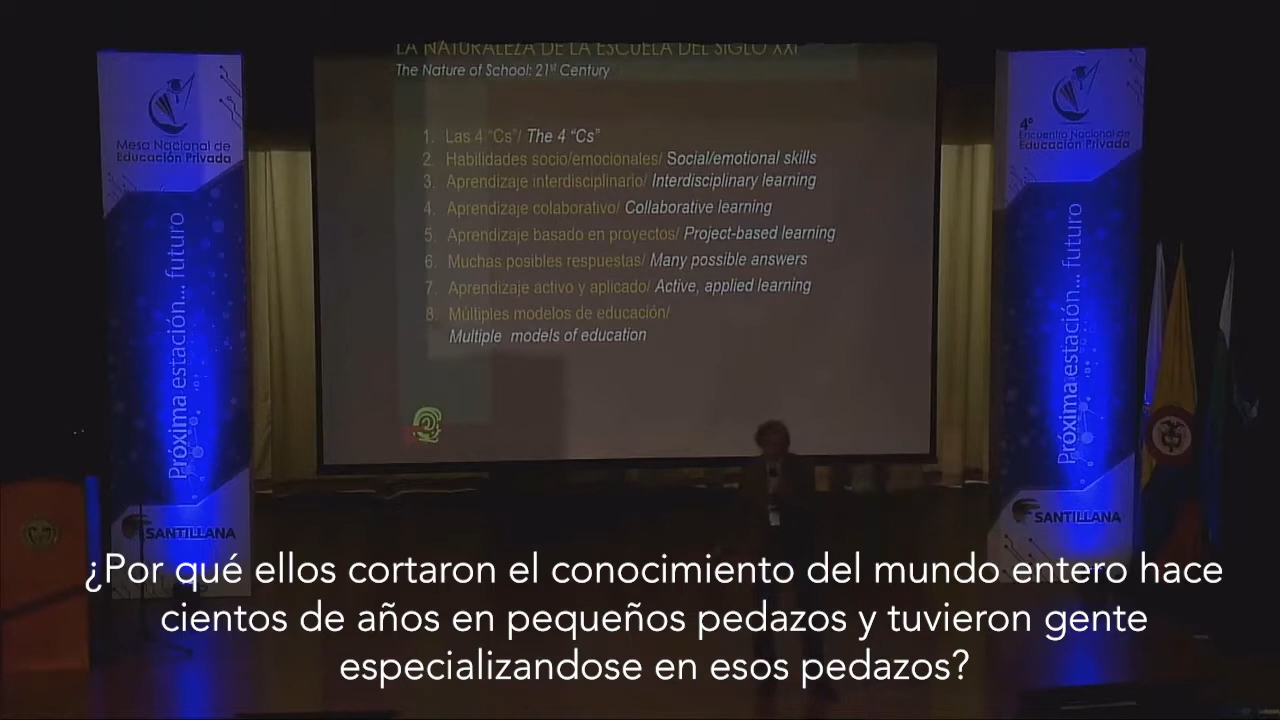 LA NATURALEZA DE LA ESCUELA DEL SIGLO XXI
The Nature of School: 21st Century
1. Las 4 "Cs"/ The 4 "Cs"
2. Habilidades socio/emocionales/ Social/emotional skills
3. Aprendizaje interdisciplinario/ Interdisciplinary learning
4. Aprendizaje colaborativo/ Collaborative learning
5. Aprendizaje basado en proyectos/ Project-based learning
6. Muchas posibles respuestas/ Many possible answers
7. Aprendizaje activo y aplicado/ Active, applied learning
8. Múltiples modelos de educación/
Multiple models of education
Mesa Nacional de
Educación Privada
Próxima estación... futuro
SANTILLANA
4º
Encuentro Nacional de
Educación Privada
Próxima estación... futuro
SANTILLANA
¿Por qué ellos cortaron el conocimiento del mundo entero hace
cientos de años en pequeños pedazos y tuvieron gente
especializandose en esos pedazos?